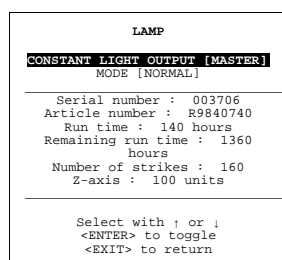 LAMP
CONSTANT LIGHT OUTPUT [MASTER]
MODE [NORMAL]
Serial number : 003706
Article number : R9840740
Run time : 140 hours
Remaining run time : 1360
hours
Number of strikes : 160
Z-axis : 100 units
Select with ↑ or ↓
<ENTER> to toggle
<EXIT> to return